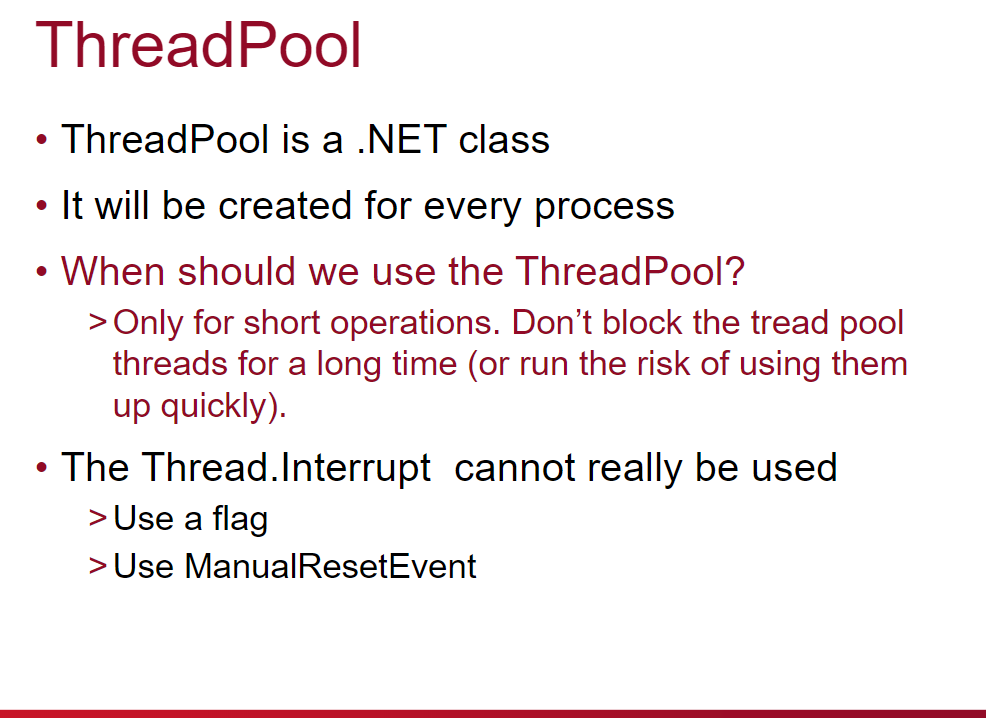 ThreadPool
• ThreadPool is a .NET class
• It will be created for every process
• When should we use the ThreadPool?
> Only for short operations. Don’t block the tread pool
threads for a long time (or run the risk of using them
up quickly).
• The Thread.Interrupt  cannot really be used
> Use a flag
> Use ManualResetEvent